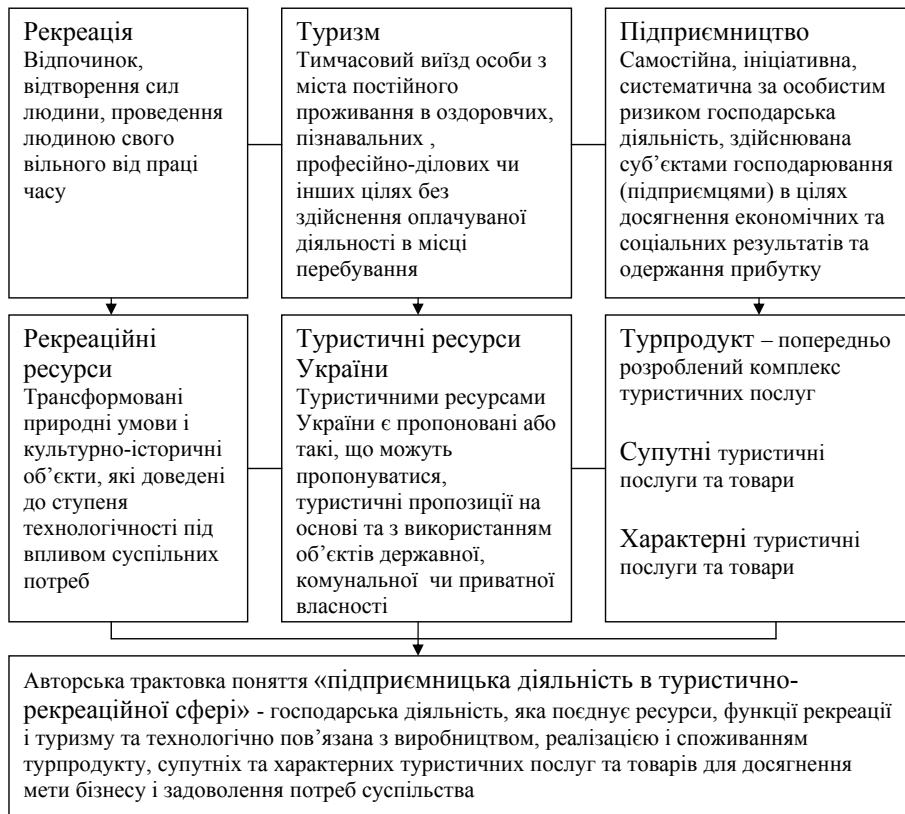 Рекреація
Відпочинок,
відтворення сил
людини, проведення
людиною свого
вільного від праці
часу
Туризм
Тимчасовий виїзд особи з
міста постійного
проживання в оздоровчих,
пізнавальних ,
професійно-ділових чи
інших цілях без
здійснення оплачуваної
діяльності в місці
перебування
Підприємництво
Самостійна, ініціативна,
систематична за особистим
ризиком господарська
діяльність, здійснювана
суб’єктами господарювання
(підприємцями) в цілях
досягнення економічних та
соціальних результатів та
одержання прибутку
Рекреаційні
ресурси
Трансформовані
природні умови і
культурно-історичні
об’єкти, які доведені
до ступеня
технологічності під
впливом суспільних
потреб
Туристичні ресурси
України
Туристичними ресурсами
України є пропоновані або
такі, що можуть
пропонуватися,
туристичні пропозиції на
основі та з використанням
об’єктів державної,
комунальної чи приватної
власності
Турпродукт – попередньо
розроблений комплекс
туристичних послуг
Супутні туристичні
послуги та товари
Характерні туристичні
послуги та товари
Авторська трактовка поняття «підприємницька діяльність в туристично-
рекреаційної сфері» - господарська діяльність, яка поєднує ресурси, функції рекреації
і туризму та технологічно пов’язана з виробництвом, реалізацією і споживанням
турпродукту, супутніх та характерних туристичних послуг та товарів для досягнення
мети бізнесу і задоволення потреб суспільства